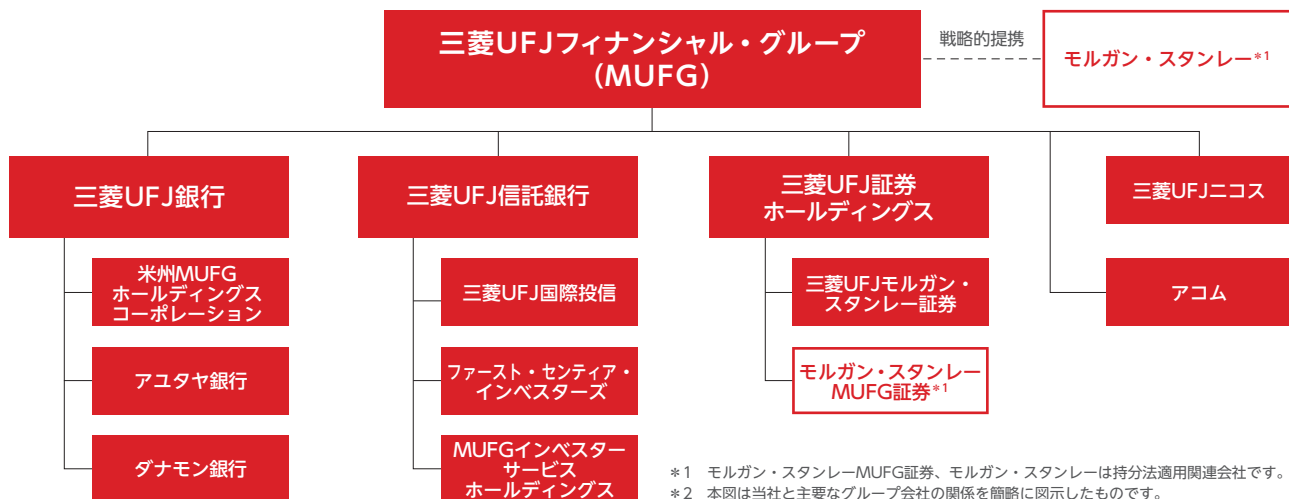 三菱UFJフィナンシャル・グループ
(MUFG)
戦略的提携
モルガン・スタンレー*1
三菱UFJ銀行
三菱UFJ信託銀行
三菱UFJ証券
ホールディングス
三菱UFJニコス
米州MUFG
ホールディングス
コーポレーション
三菱UFJ国際投信
三菱UFJモルガン・
スタンレー証券
アコム
アユタヤ銀行
ファースト・センティア・
インベスターズ
モルガン・スタンレー
MUFG証券*1
ダナモン銀行
MUFGインベスター
サービス
ホールディングス
*1 モルガン・スタンレーMUFG証券、モルガン・スタンレーは持分法適用関連会社です。
*2 本図は当社と主要なグループ会社の関係を簡略に図示したものです。